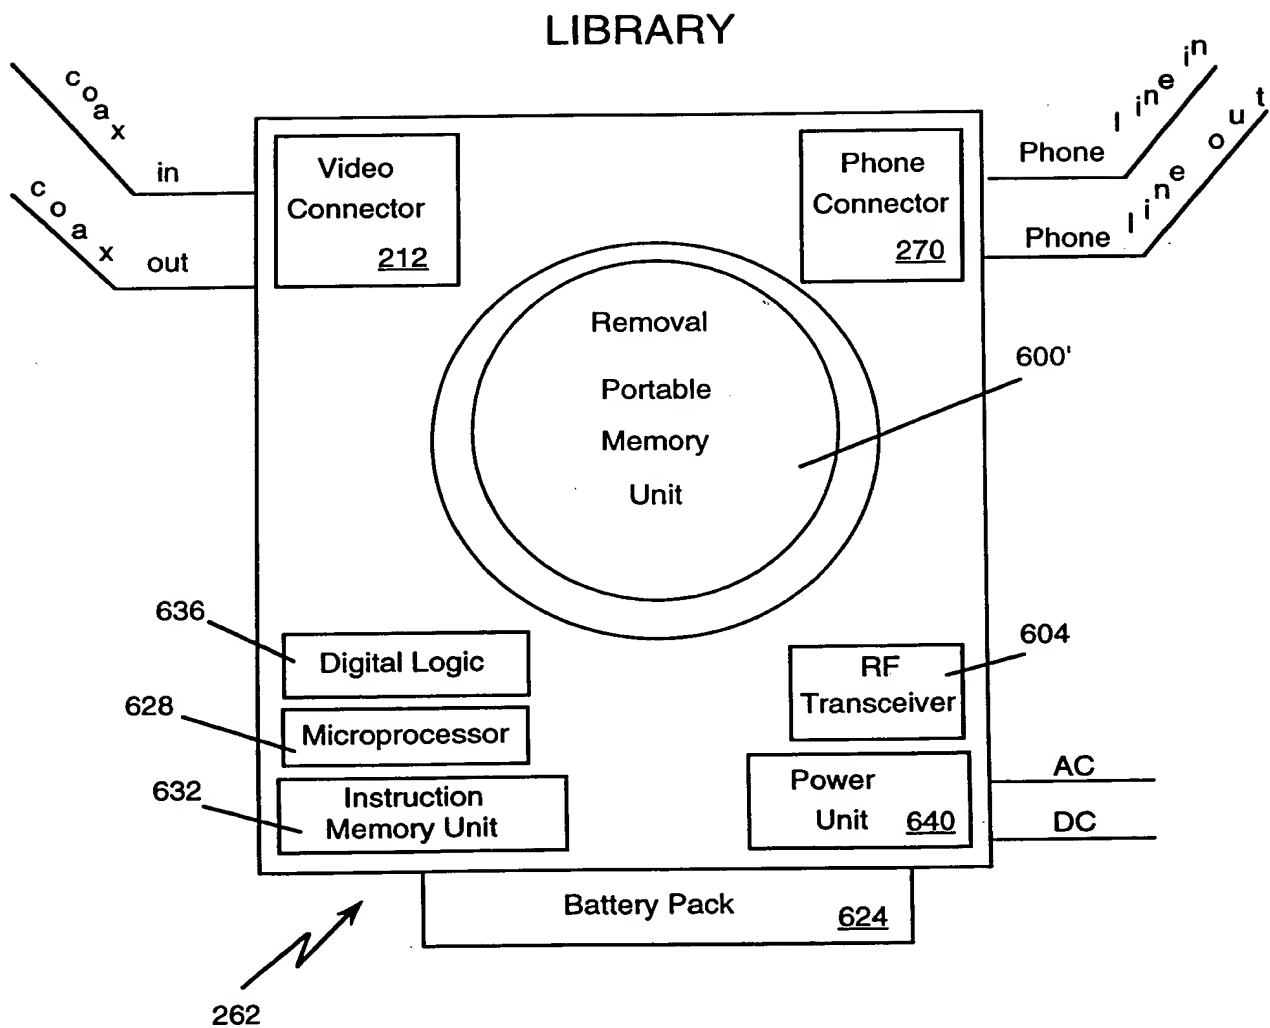 LIBRARY
coax in
coax out
Video
Connector
212
Phone
Connector
270
Phone line in
Phone line out
Removal
Portable
Memory
Unit
600'
636
Digital Logic
628
Microprocessor
632
Instruction
Memory Unit
604
RF
Transceiver
Power
Unit 640
AC
DC
Battery Pack 624
262